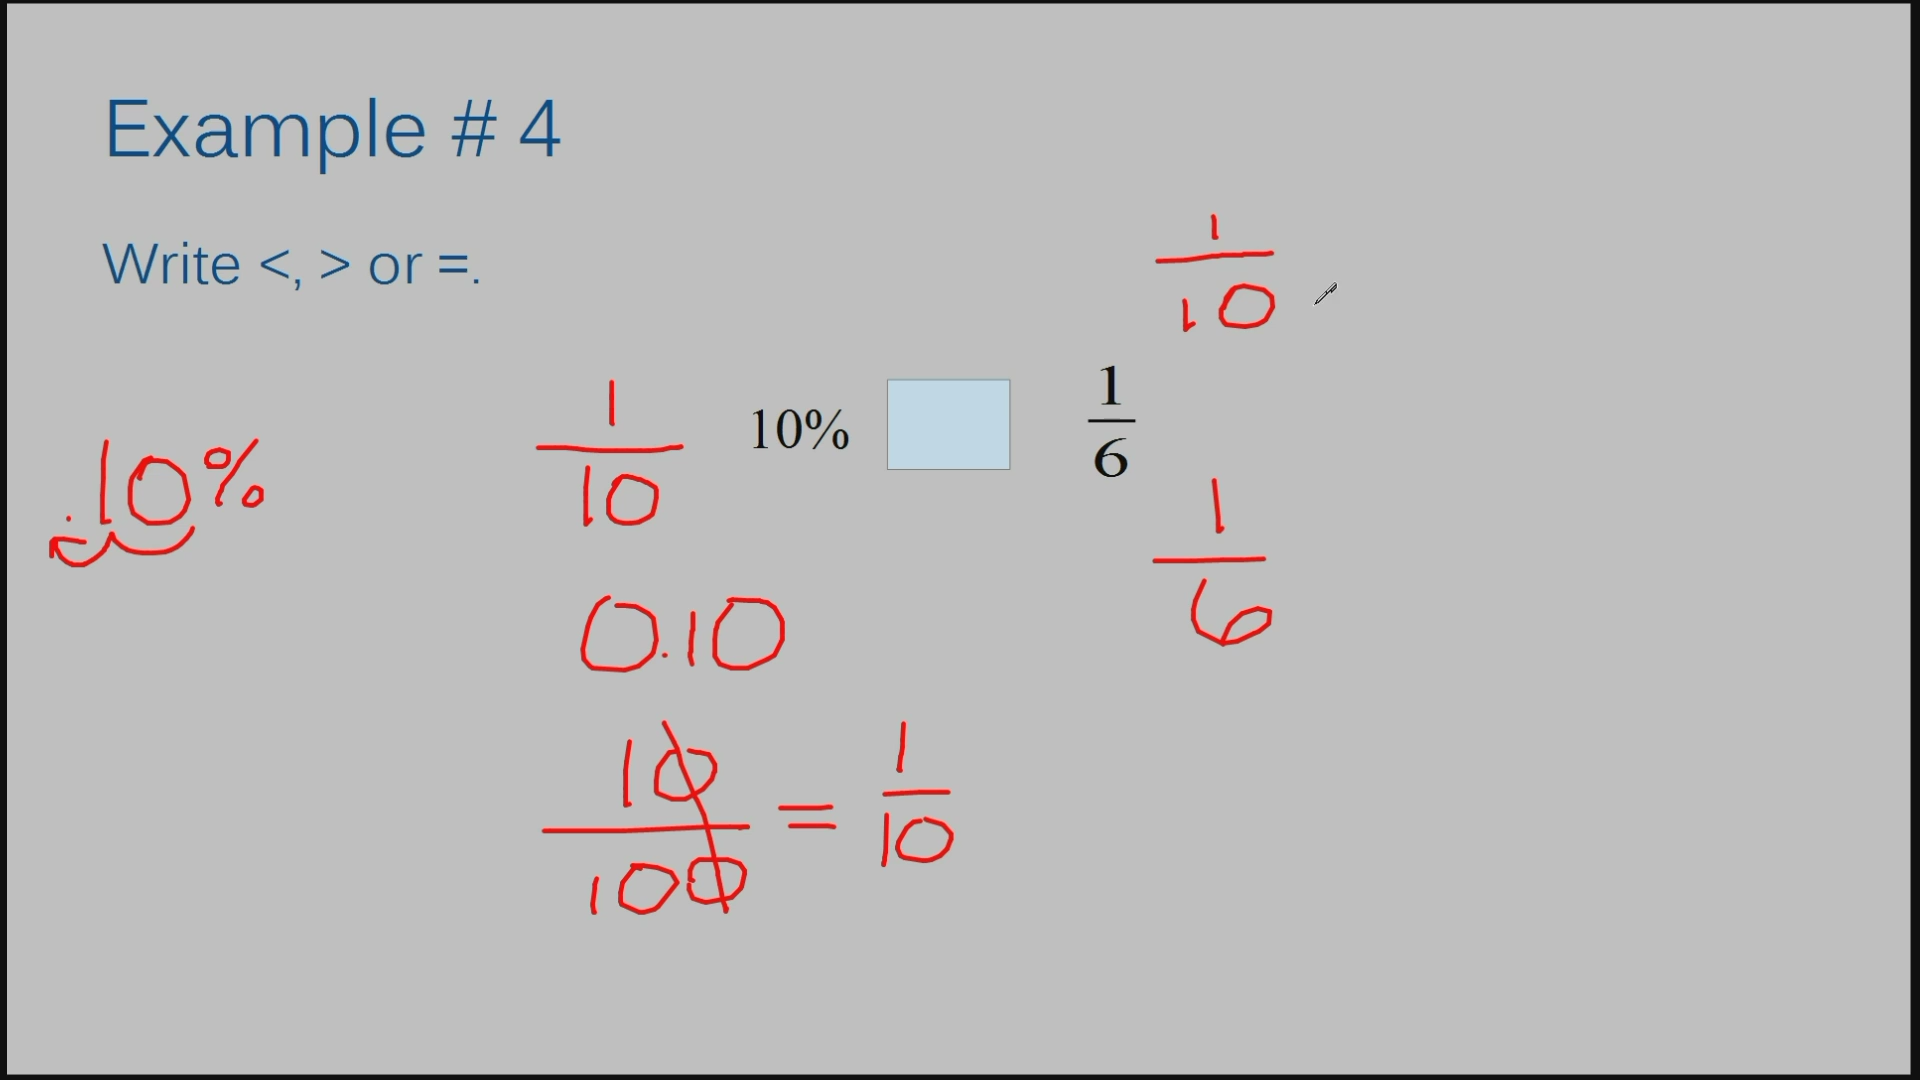 Example # 4
Write <, > or =.
1/10
10% 1/6
1/10
.10%
1/6
0.10
10/100 = 1/10